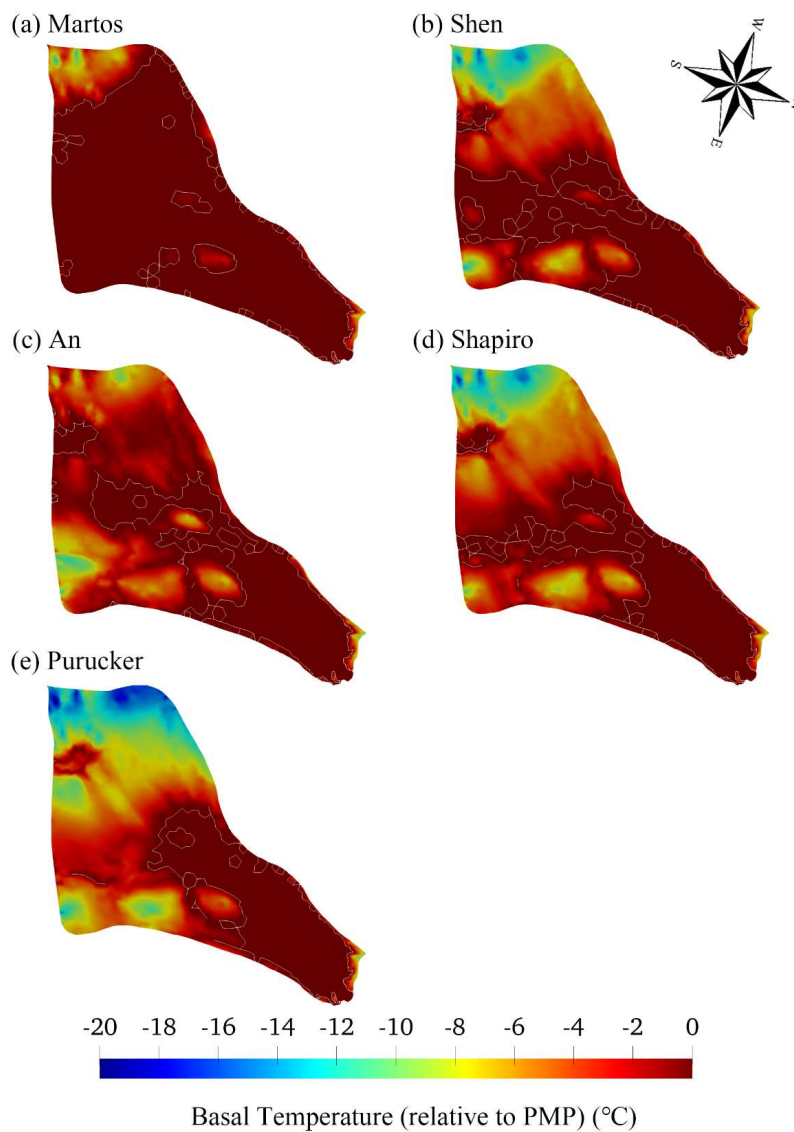 (a) Martos
(b) Shen
W
S
E
(c) An
(d) Shapiro
(e) Purucker
-20 -18 -16 -14 -12 -10 -8 -6 -4 -2 0
Basal Temperature (relative to PMP) (°C)